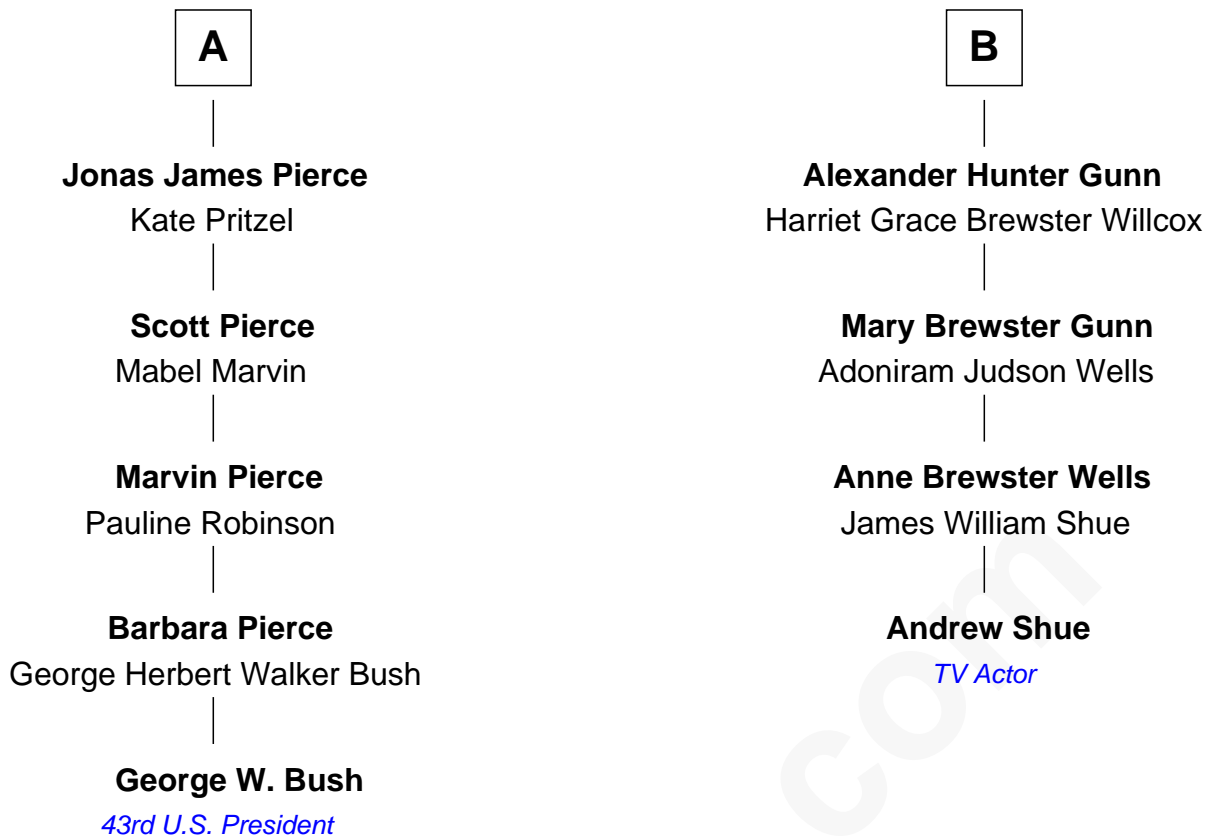 A
Jonas James Pierce
Kate Pritzel
Scott Pierce
Mabel Marvin
Marvin Pierce
Pauline Robinson
Barbara Pierce
George Herbert Walker Bush
George W. Bush
43rd U.S. President
B
Alexander Hunter Gunn
Harriet Grace Brewster Willcox
Mary Brewster Gunn
Adoniram Judson Wells
Anne Brewster Wells
James William Shue
Andrew Shue
TV Actor
com